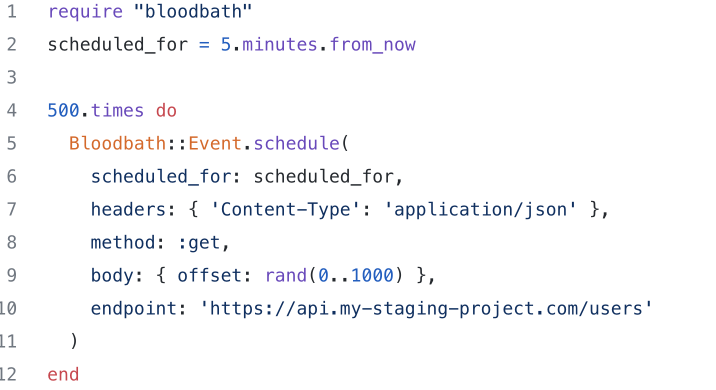 1 require "bloodbath"
2 scheduled_for = 5.minutes.from_now
3
4 500.times do
5   Bloodbath::Event.schedule(
6     scheduled_for: scheduled_for,
7     headers: { 'Content-Type': 'application/json' },
8     method: :get,
9     body: { offset: rand(0..1000) },
10     endpoint: 'https://api.my-staging-project.com/users'
11   )
12 end